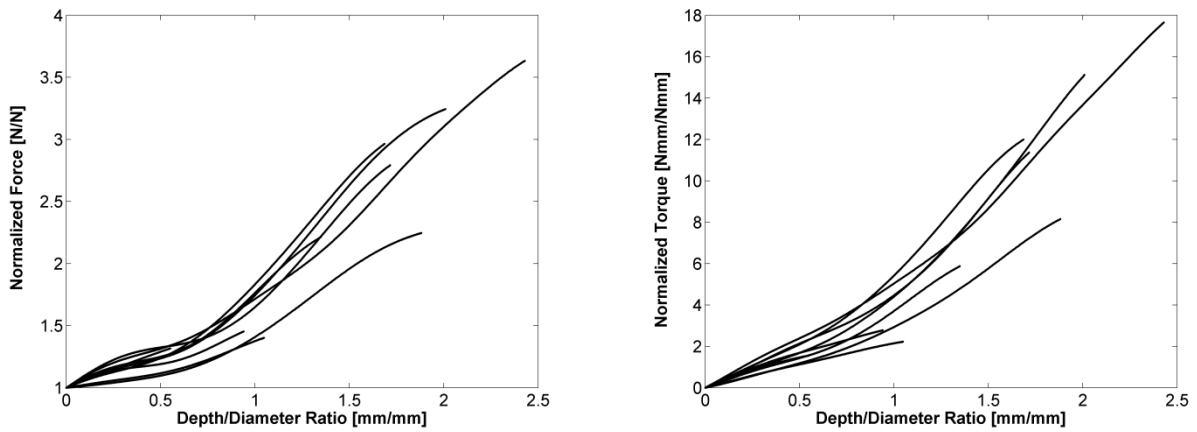 4
3.5
3
2.5
2
1.5
1
Normalized Force [N/N]
0 0.5 1 1.5 2 2.5
Depth/Diameter Ratio [mm/mm]
18
16
14
12
10
8
6
4
2
0
Normalized Torque [Nmm/Nmm]
0 0.5 1 1.5 2 2.5
Depth/Diameter Ratio [mm/mm]